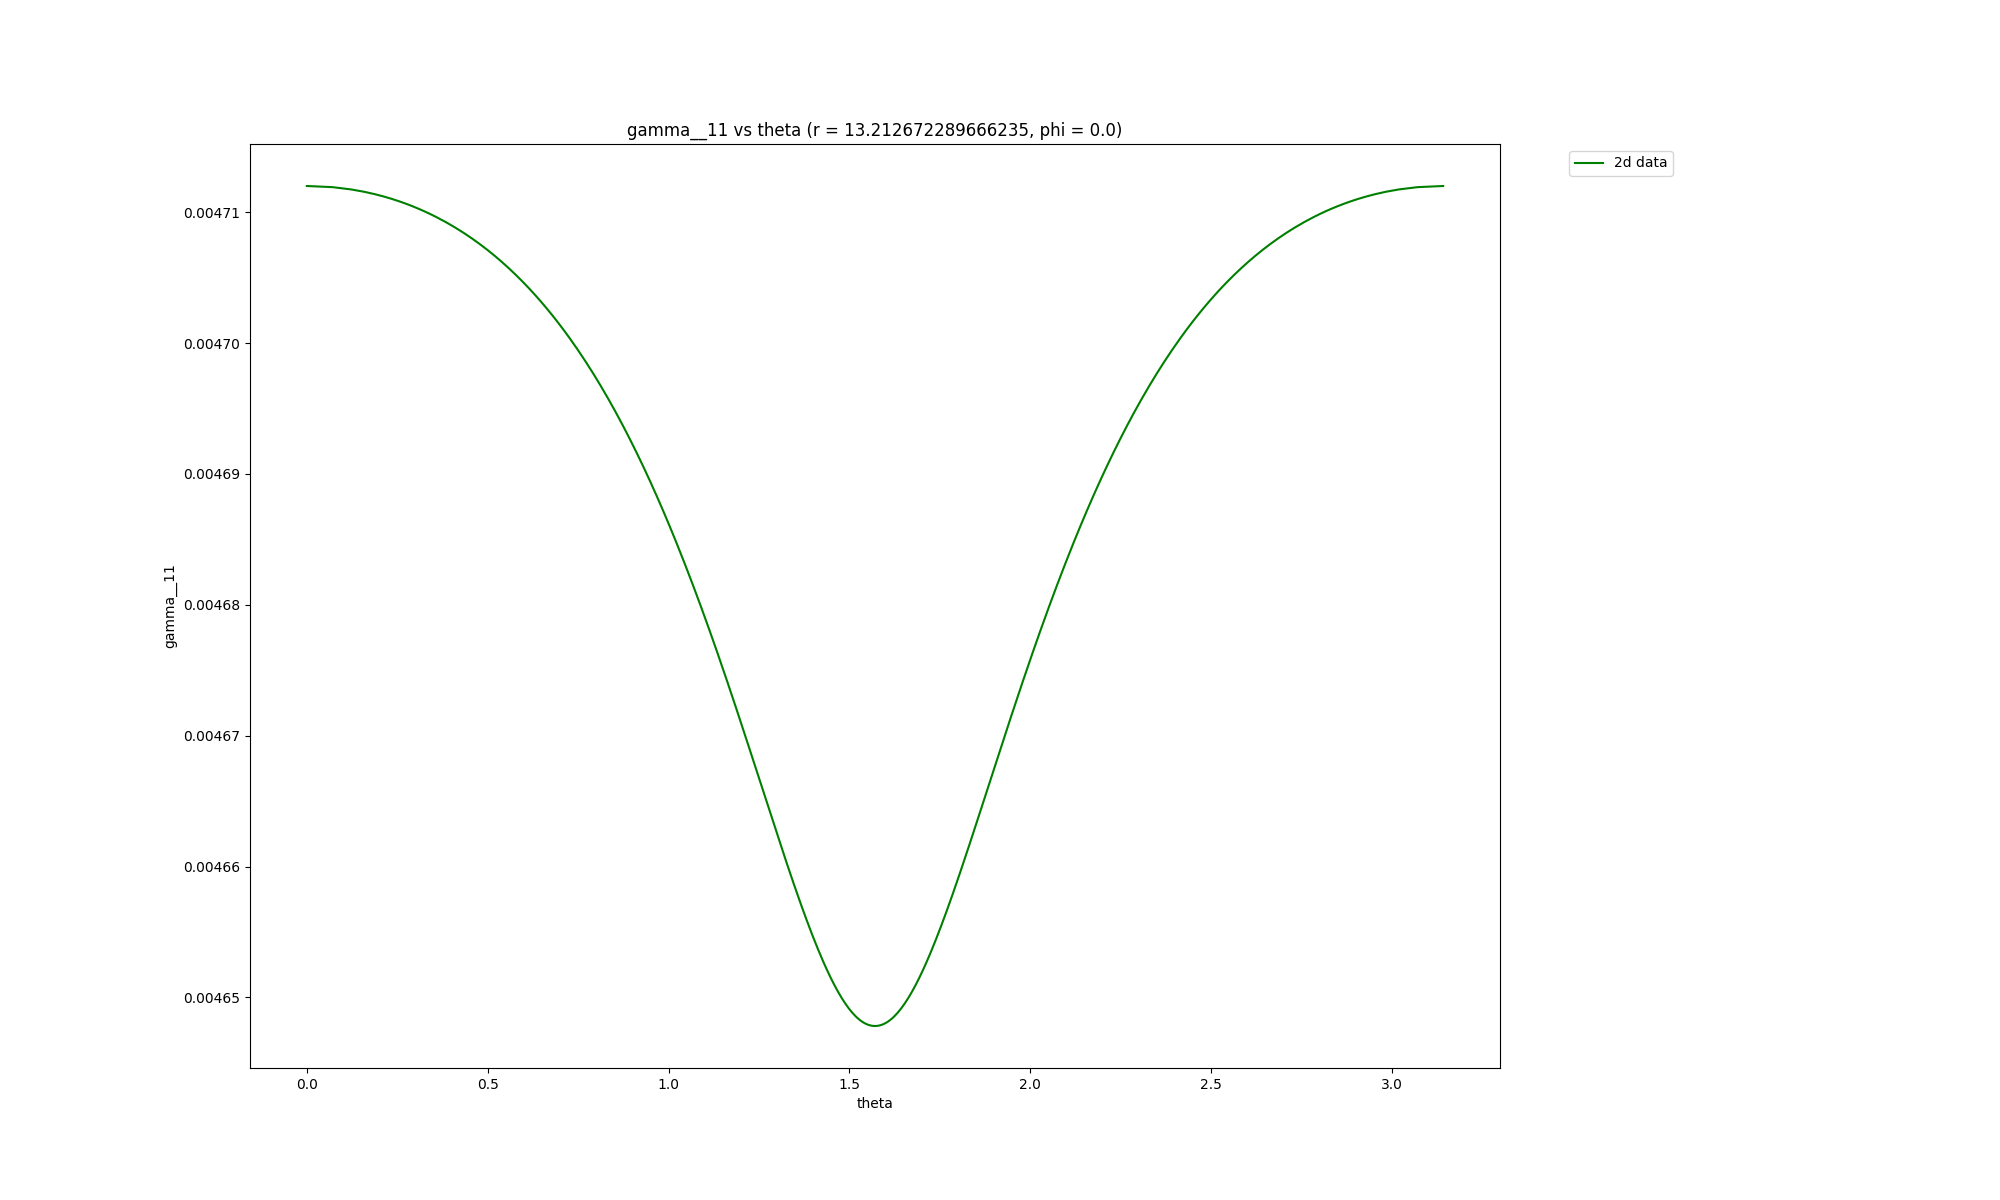 gamma__11 vs theta (r = 13.212672289666235, phi = 0.0)
2d data
0.00471
0.00470
0.00469
0.00468
0.00467
0.00466
0.00465
gamma__11
0.0 0.5 1.0 1.5 2.0 2.5 3.0
theta